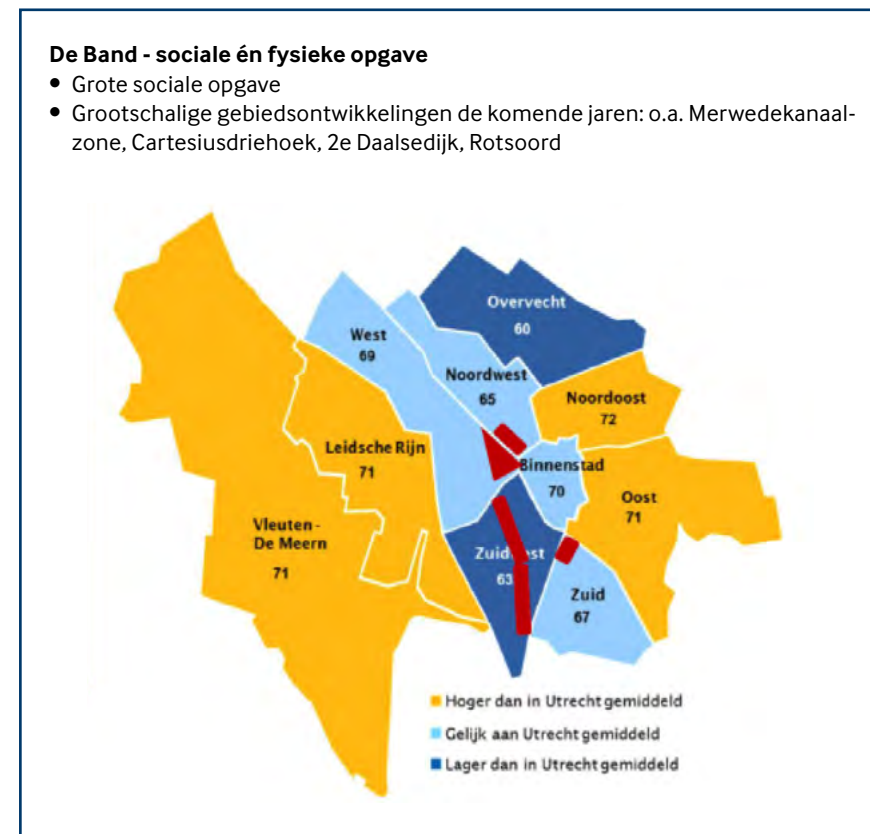 De Band - sociale én fysieke opgave
• Grote sociale opgave
• Grootschalige gebiedsontwikkelingen de komende jaren: o.a. Merwedekanaal-
zone, Cartesiusdriehoek, 2e Daalsedijk, Rotsoord
Overvecht
60
West
69
Noordwest
65
Noordoost
72
Leidsche Rijn
71
Binnenstad
70
Oost
71
Vleuten-
De Meern
71
63
Zuid
67
Hoger dan in Utrecht gemiddeld
Gelijk aan Utrecht gemiddeld
Lager dan in Utrecht gemiddeld